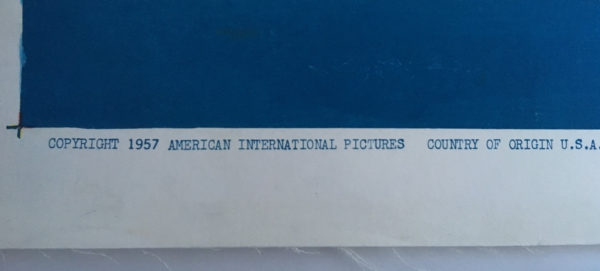 COPYRIGHT 1957 AMERICAN INTERNATIONAL PICTURES COUNTRY OF ORIGIN U.S.A.